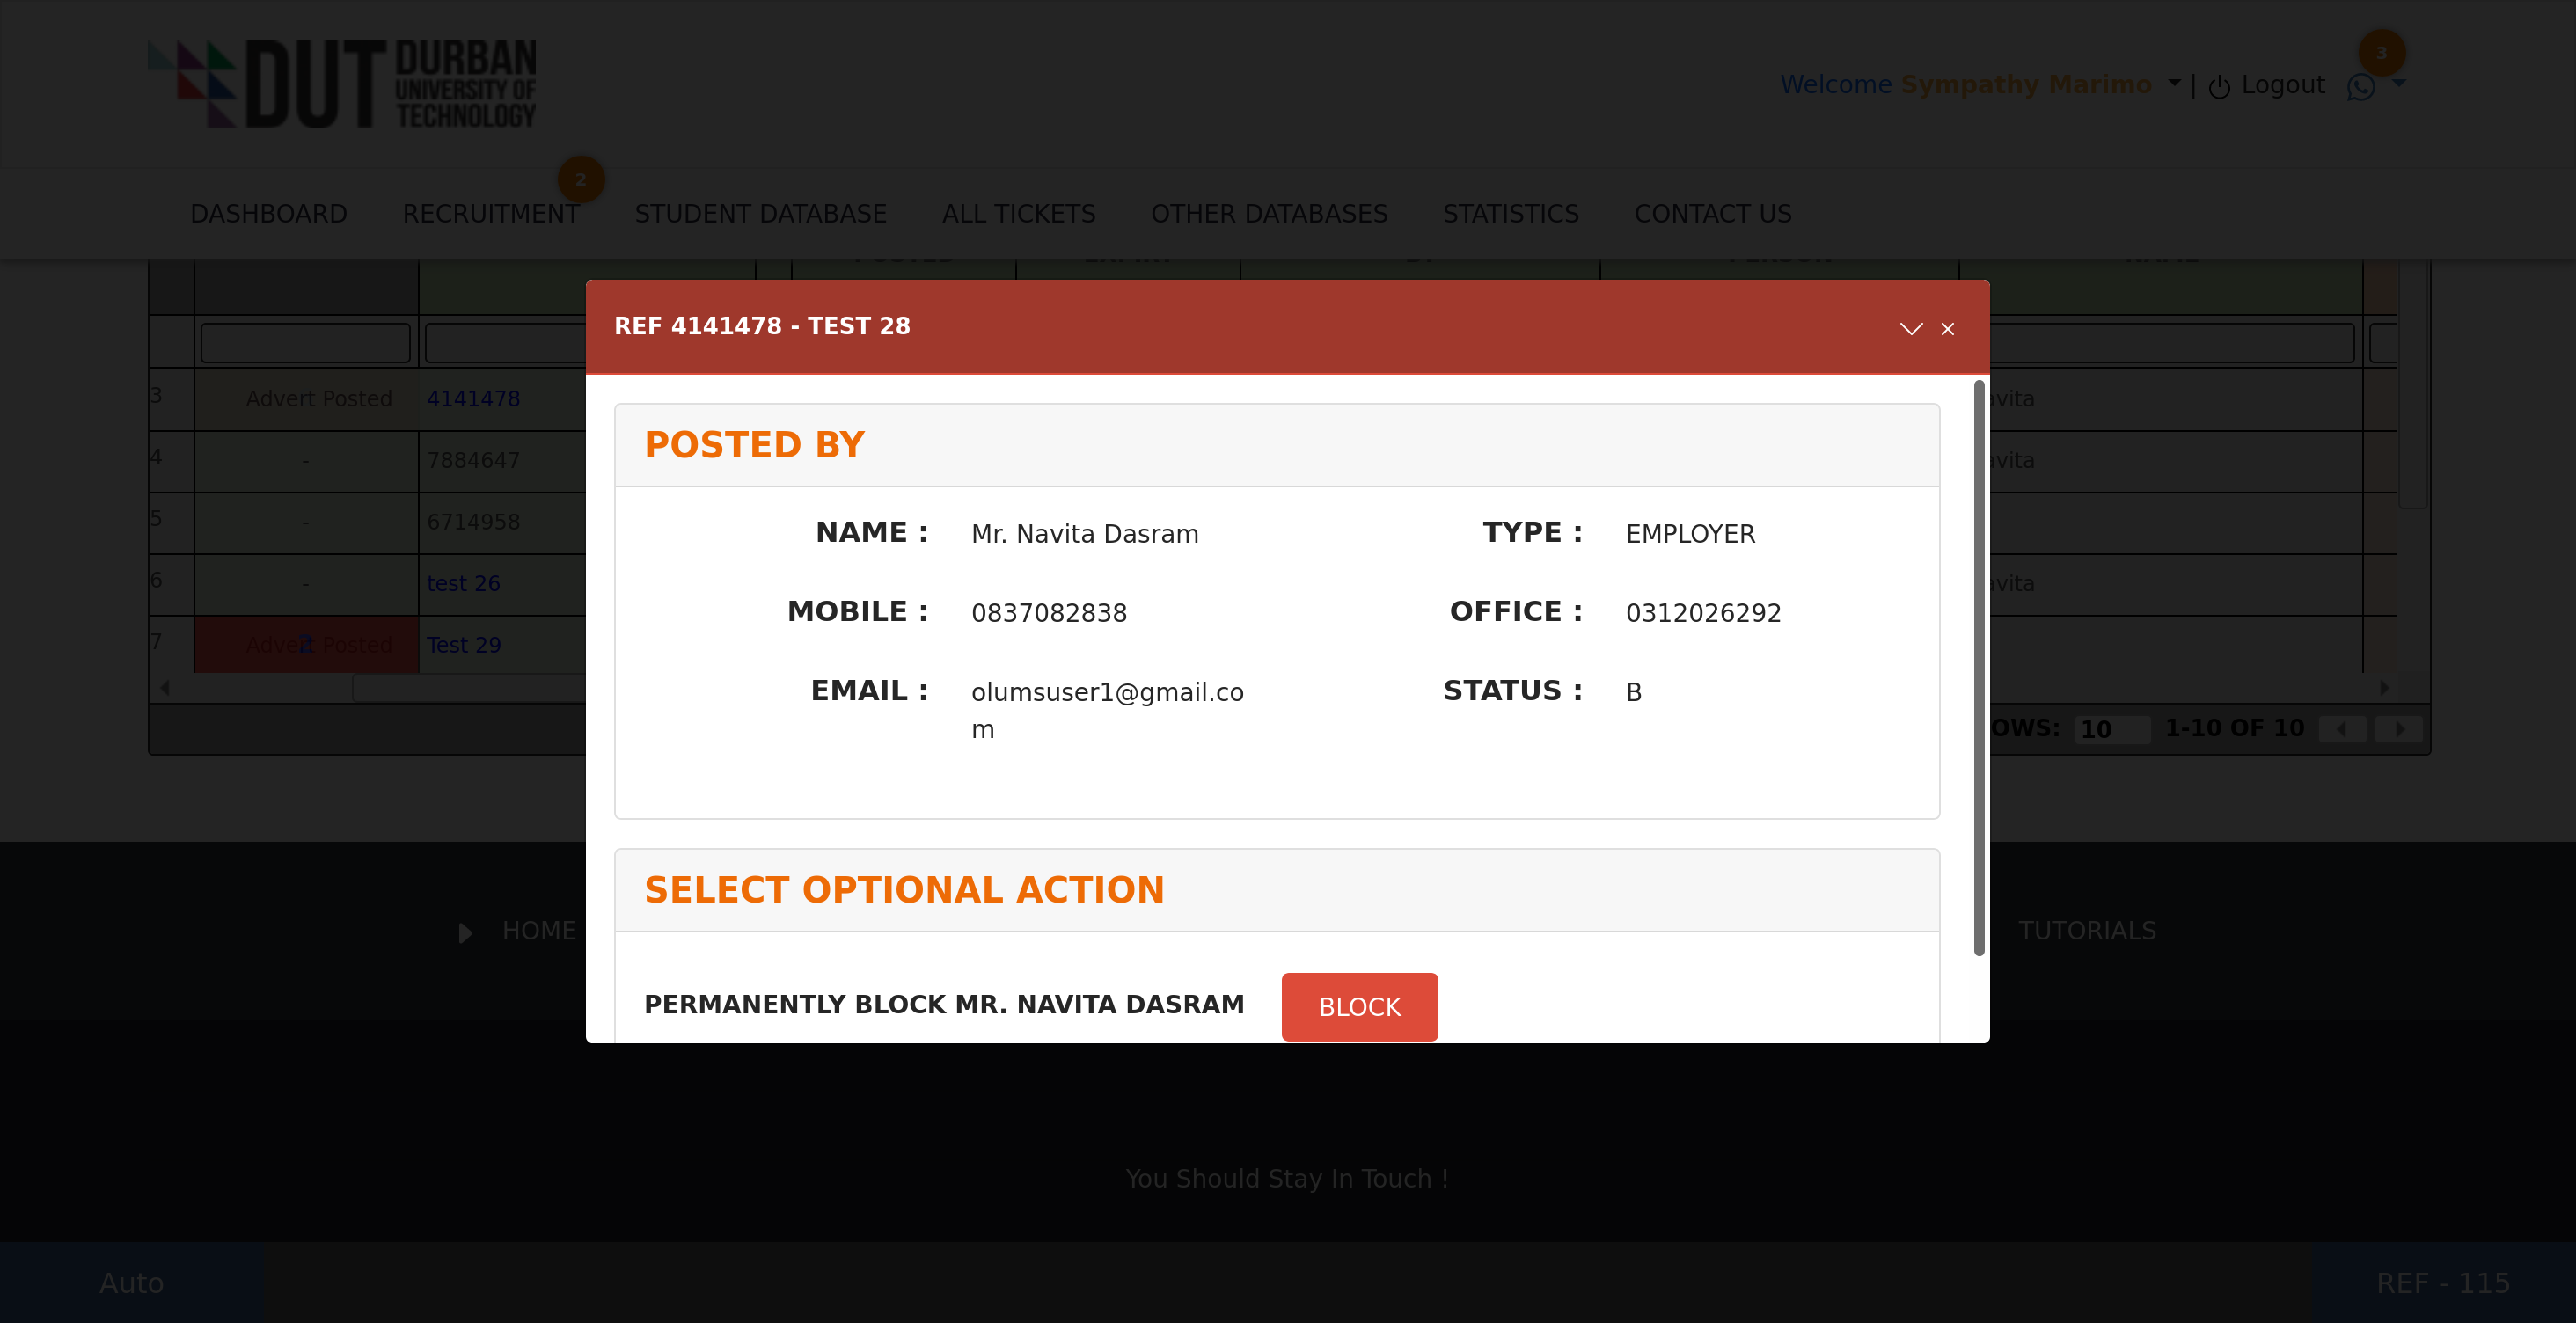 DUT DURBAN
UNIVERSITY OF
TECHNOLOGY
Welcome Sympathy Marimo | Logout 3
2
DASHBOARD RECRUITMENT STUDENT DATABASE ALL TICKETS OTHER DATABASES STATISTICS CONTACT US
REF 4141478 - TEST 28
3 Advert Posted 4141478 avita
POSTED BY
4 - 7884647 avita
5 - 6714958
NAME : Mr. Navita Dasram TYPE : EMPLOYER
6 - test 26 avita
MOBILE : 0837082838 OFFICE : 0312026292
7 Advert Posted Test 29
EMAIL : olumsuser1@gmail.co
m
STATUS : B
OWS: 10 1-10 OF 10
SELECT OPTIONAL ACTION
HOME TUTORIALS
PERMANENTLY BLOCK MR. NAVITA DASRAM BLOCK
You Should Stay In Touch !
Auto REF - 115